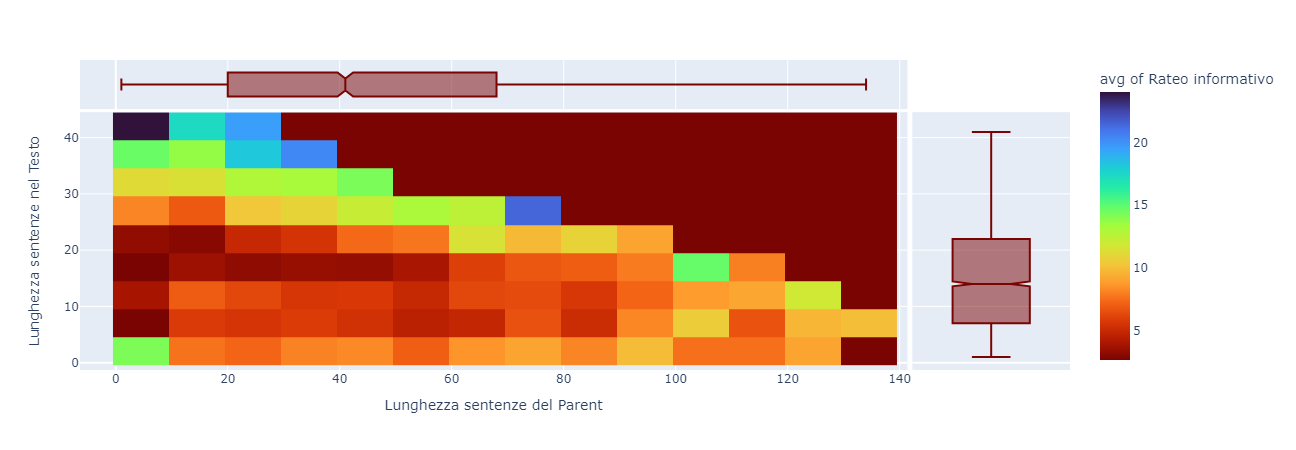 avg of Rateo informativo
20
15
10
5
Lunghezza sentenze nel Testo
40
30
20
10
0
0 20 40 60 80 100 120 140
Lunghezza sentenze del Parent